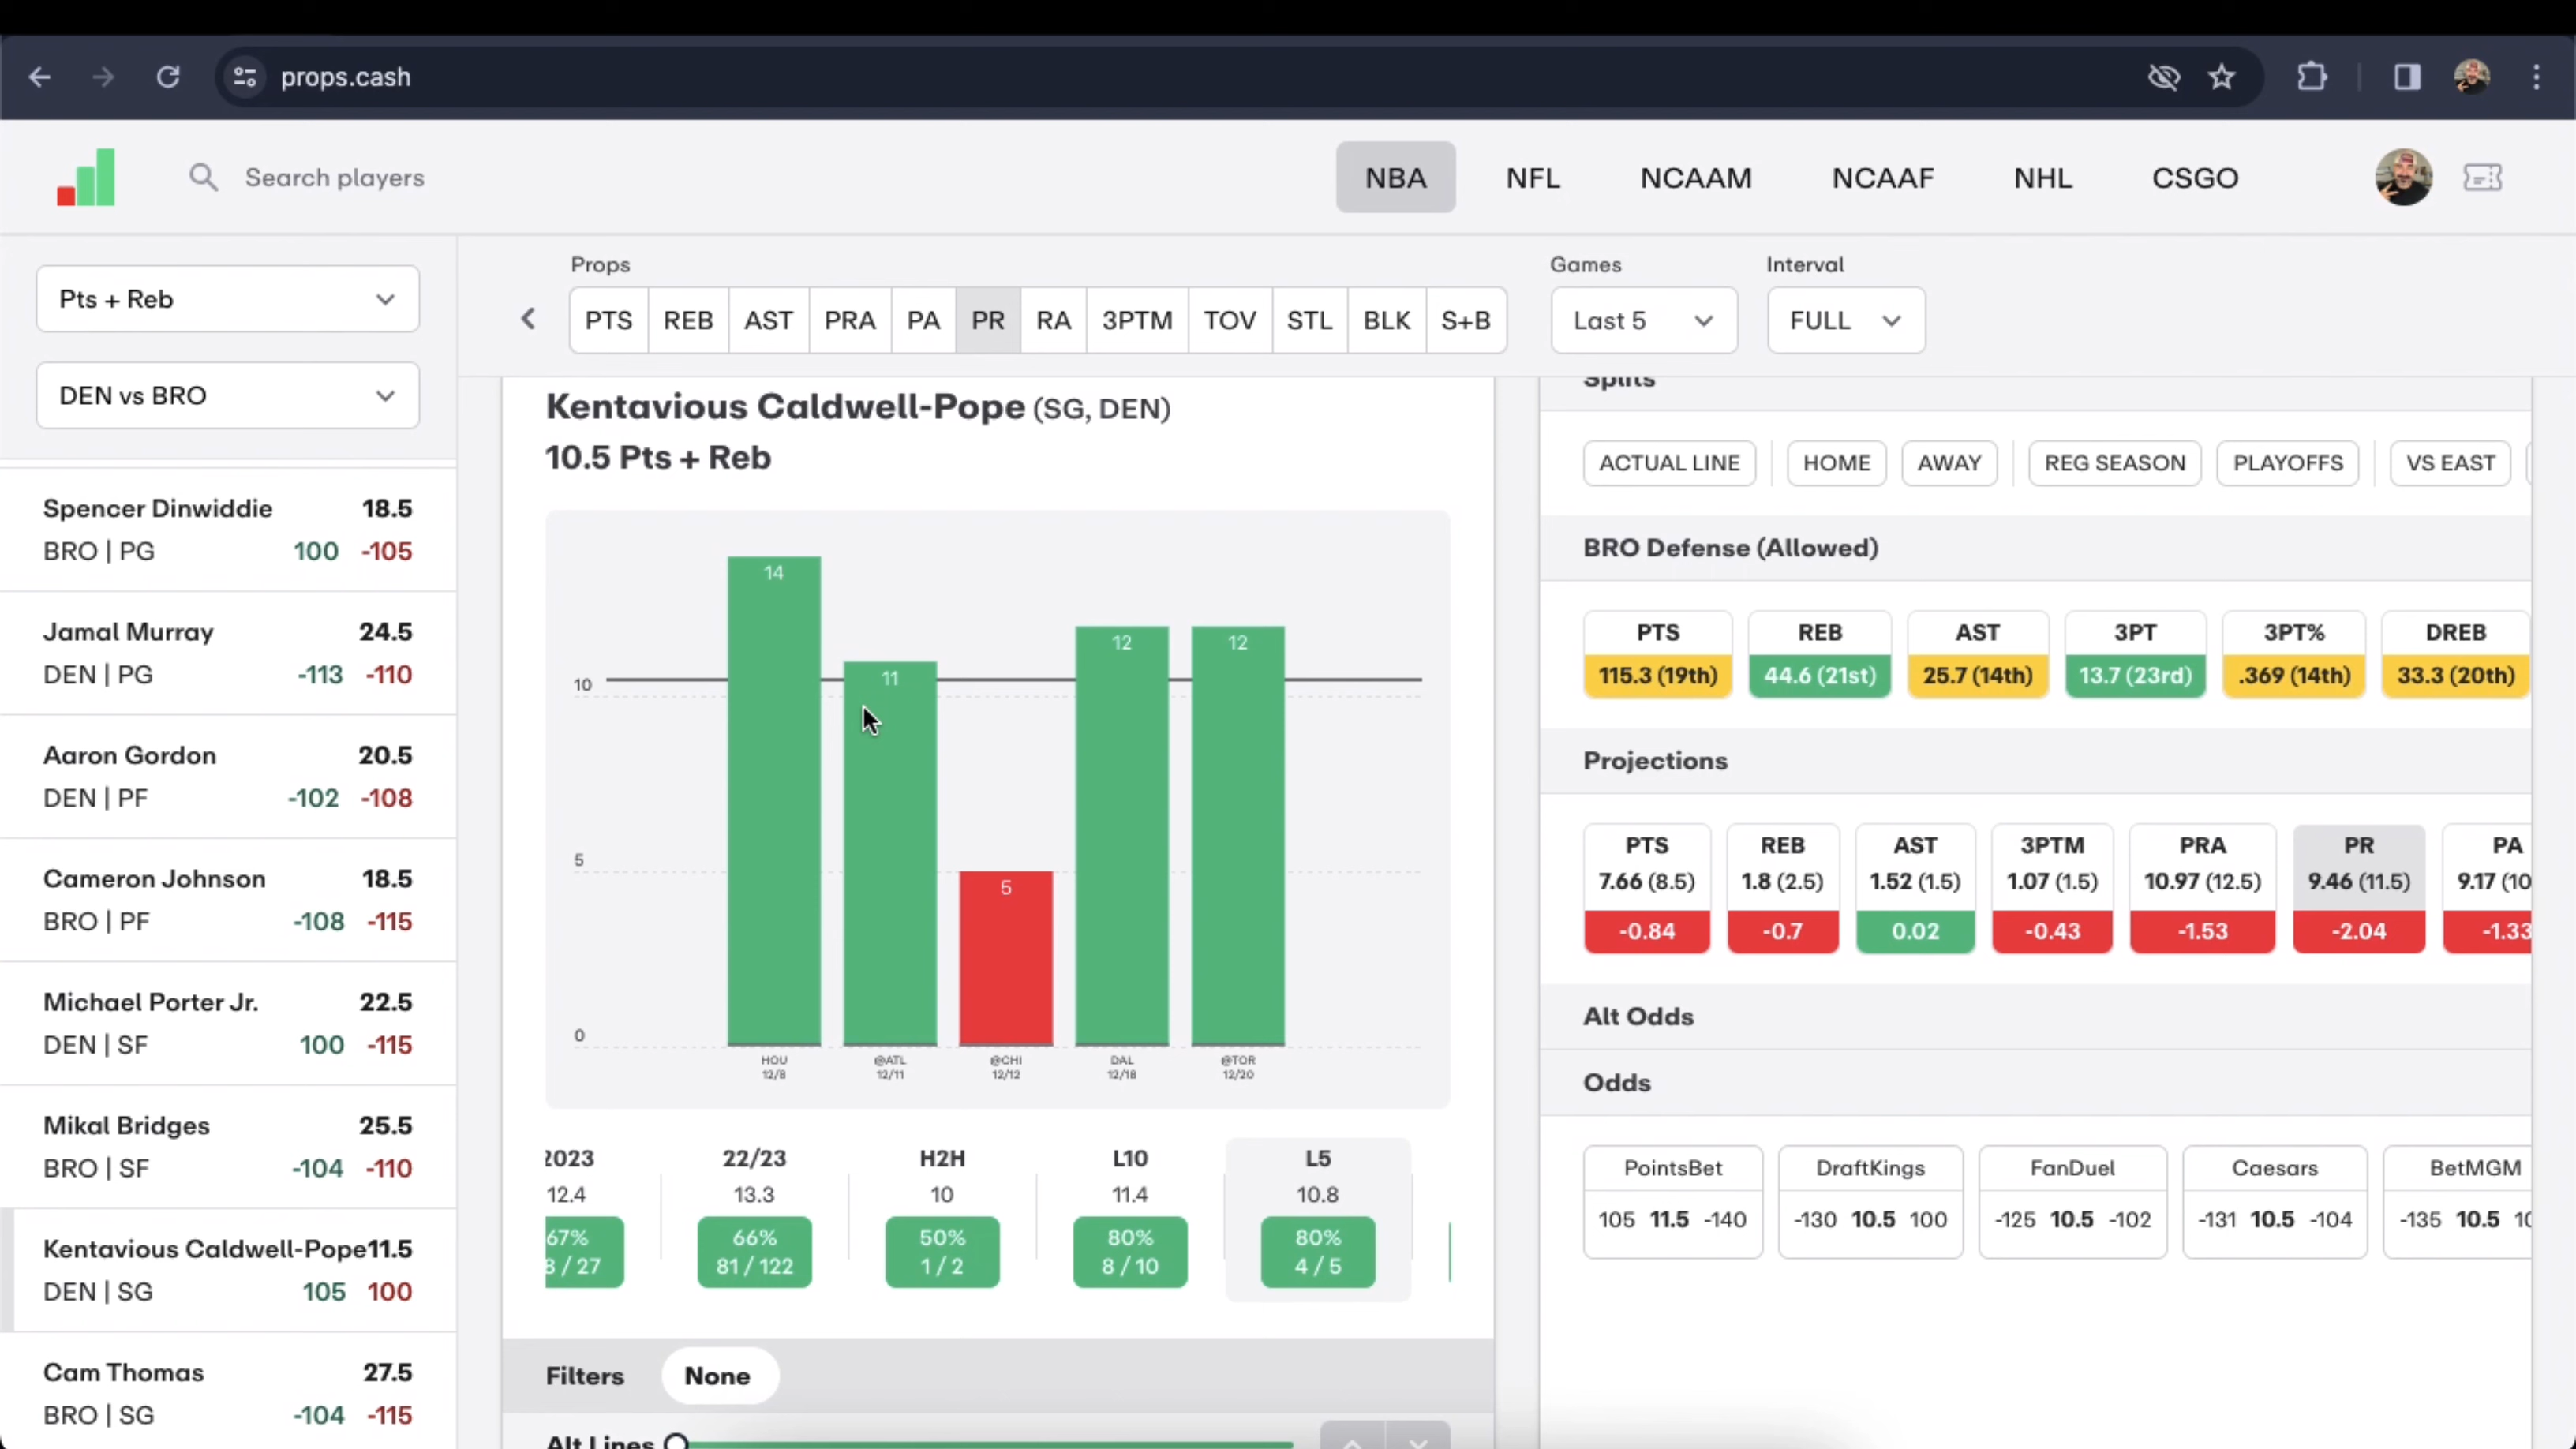 props.cash
Search players
NBA NFL NCAAM NCAAF NHL CSGO
Pts + Reb
DEN vs BRO
Spencer Dinwiddie 18.5
BRO | PG 100 -105
Jamal Murray 24.5
DEN | PG -113 -110
Aaron Gordon 20.5
DEN | PF -102 -108
Cameron Johnson 18.5
BRO | PF -108 -115
Michael Porter Jr. 22.5
DEN | SF 100 -115
Mikal Bridges 25.5
BRO | SF -104 -110
Kentavious Caldwell-Pope 11.5
DEN | SG 105 100
Cam Thomas 27.5
BRO | SG -104 -115
Props
PTS REB AST PRA PA PR RA 3PTM TOV STL BLK S+B
Games
Last 5
Interval
FULL
Kentavious Caldwell-Pope (SG, DEN)
10.5 Pts + Reb
14
11
5
12
12
10
5
0
HOU
12/8
@ATL
12/11
@CHI
12/12
DAL
12/18
@TOR
12/20
2023 22/23 H2H L10 L5
12.4 13.3 10 11.4 10.8
67% 66% 50% 80% 80%
8 / 27 81 / 122 1 / 2 8 / 10 4 / 5
Filters None
Alt Lines
Splits
ACTUAL LINE HOME AWAY REG SEASON PLAYOFFS VS EAST
BRO Defense (Allowed)
PTS REB AST 3PT 3PT% DREB
115.3 (19th) 44.6 (21st) 25.7 (14th) 13.7 (23rd) .369 (14th) 33.3 (20th)
Projections
PTS REB AST 3PTM PRA PR PA
7.66 (8.5) 1.8 (2.5) 1.52 (1.5) 1.07 (1.5) 10.97 (12.5) 9.46 (11.5) 9.17 (10
-0.84 -0.7 0.02 -0.43 -1.53 -2.04 -1.33
Alt Odds
Odds
PointsBet DraftKings FanDuel Caesars BetMGM
105 11.5 -140 -130 10.5 100 -125 10.5 -102 -131 10.5 -104 -135 10.5 10